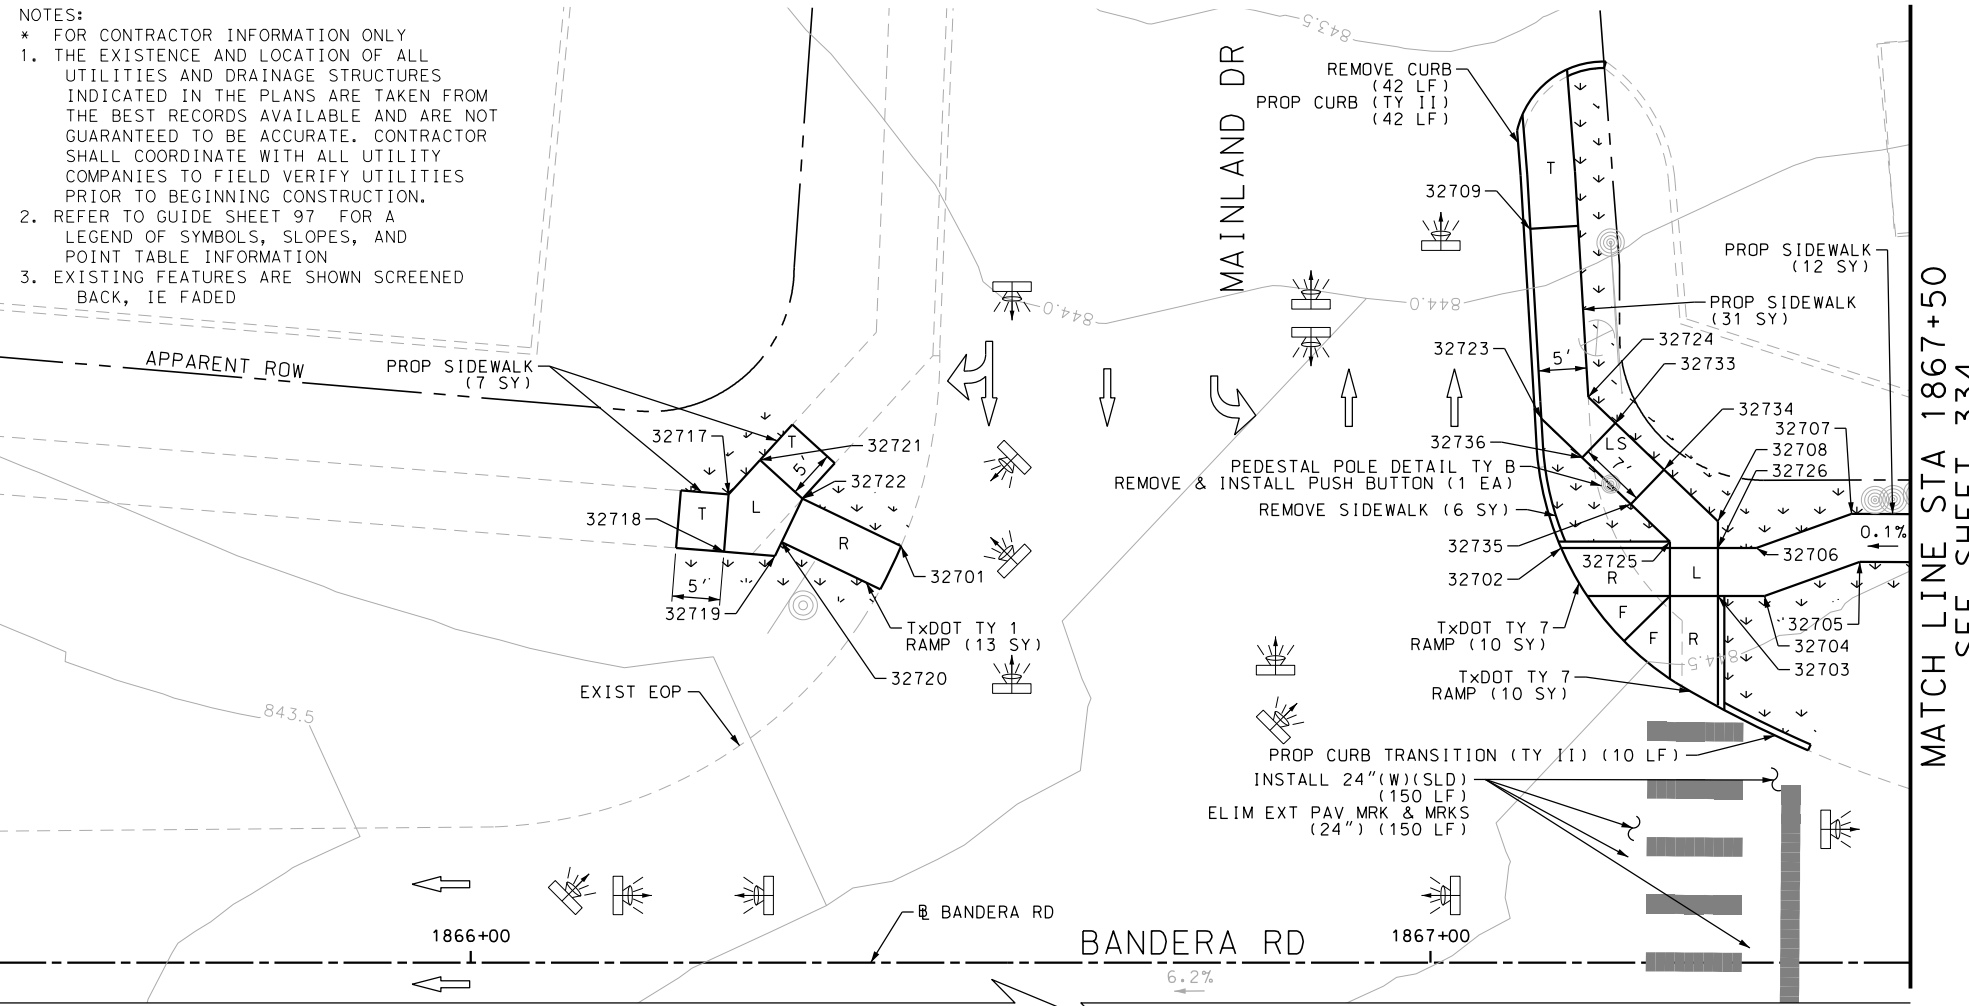 NOTES:
* FOR CONTRACTOR INFORMATION ONLY
1. THE EXISTENCE AND LOCATION OF ALL
UTILITIES AND DRAINAGE STRUCTURES
INDICATED IN THE PLANS ARE TAKEN FROM
THE BEST RECORDS AVAILABLE AND ARE NOT
GUARANTEED TO BE ACCURATE. CONTRACTOR
SHALL COORDINATE WITH ALL UTILITY
COMPANIES TO FIELD VERIFY UTILITIES
PRIOR TO BEGINNING CONSTRUCTION.
2. REFER TO GUIDE SHEET 97 FOR A
LEGEND OF SYMBOLS, SLOPES, AND
POINT TABLE INFORMATION
3. EXISTING FEATURES ARE SHOWN SCREENED
BACK, IE FADED
APPARENT ROW
PROP SIDEWALK
(7 SY)
32717
32721
32722
32718
T
T
L
R
5'
5'
32719
32701
TxDOT TY 1
RAMP (13 SY)
32720
EXIST EOP
843.5
844.0
843.5
844.0
MAINLAND DR
REMOVE CURB
(42 LF)
PROP CURB (TY II)
(42 LF)
32709
T
PROP SIDEWALK
(12 SY)
PROP SIDEWALK
(31 SY)
32723
5'
32724
32733
32734
32707
32708
32726
32736
LS
7'
PEDESTAL POLE DETAIL TY B
REMOVE & INSTALL PUSH BUTTON (1 EA)
REMOVE SIDEWALK (6 SY)
32735
32725
32702
0.1%
32706
R
L
F
F
R
32705
32704
32703
TxDOT TY 7
RAMP (10 SY)
844.5
TxDOT TY 7
RAMP (10 SY)
PROP CURB TRANSITION (TY II) (10 LF)
INSTALL 24"(W)(SLD)
(150 LF)
ELIM EXT PAV MRK & MRKS
(24") (150 LF)
MATCH LINE STA 1867+50
SEE SHEET 334
1866+00
BL BANDERA RD
BANDERA RD
1867+00
6.2%